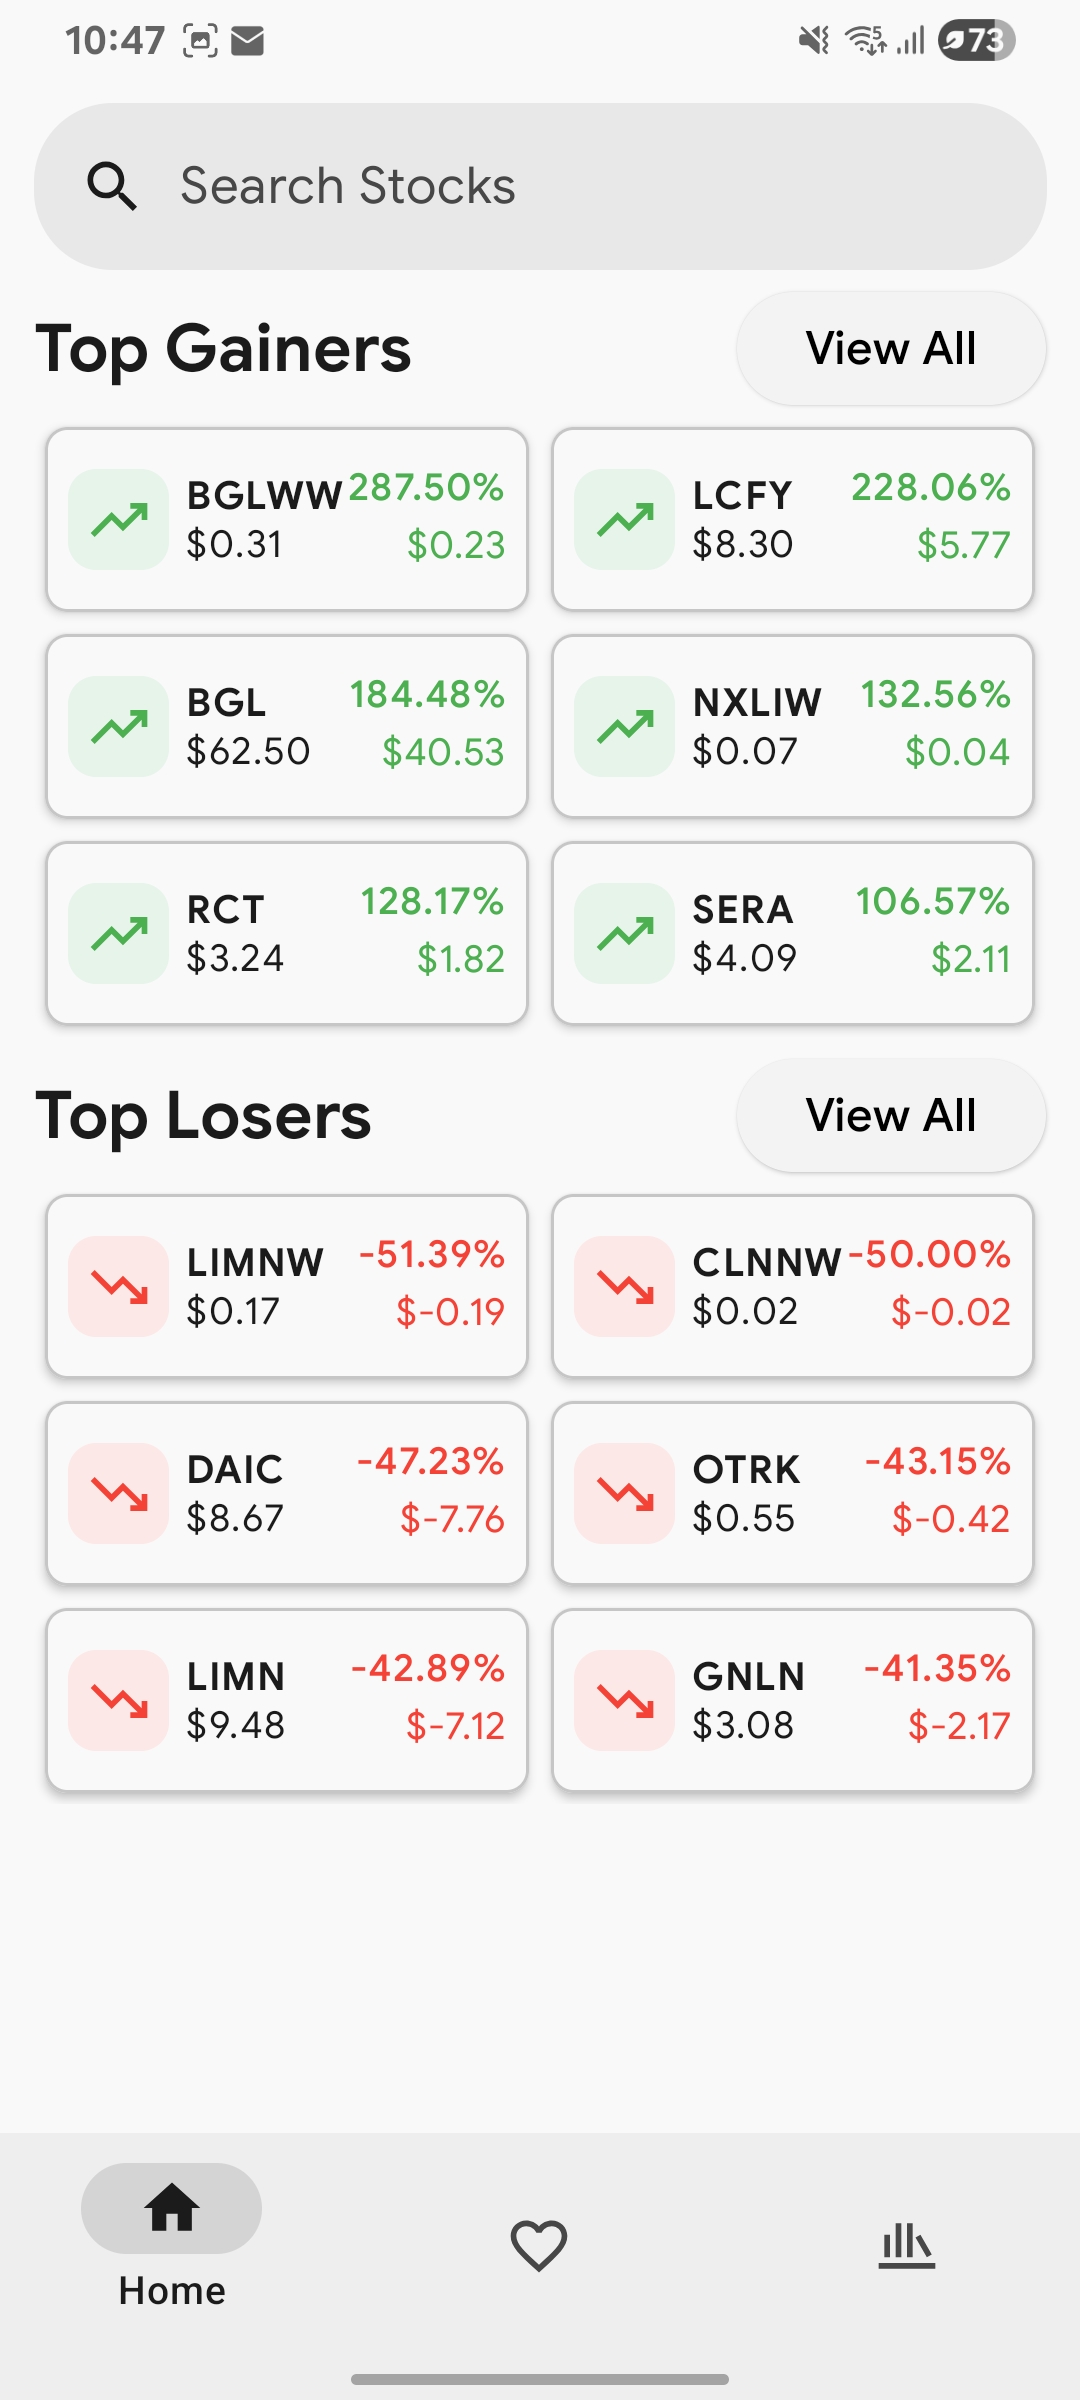 10:47
5
73
Search Stocks
Top Gainers
View All
BGLWW 287.50%
$0.31 $0.23
LCFY 228.06%
$8.30 $5.77
BGL 184.48%
$62.50 $40.53
NXLIW 132.56%
$0.07 $0.04
RCT 128.17%
$3.24 $1.82
SERA 106.57%
$4.09 $2.11
Top Losers
View All
LIMNW -51.39%
$0.17 $-0.19
CLNNW -50.00%
$0.02 $-0.02
DAIC -47.23%
$8.67 $-7.76
OTRK -43.15%
$0.55 $-0.42
LIMN -42.89%
$9.48 $-7.12
GNLN -41.35%
$3.08 $-2.17
Home